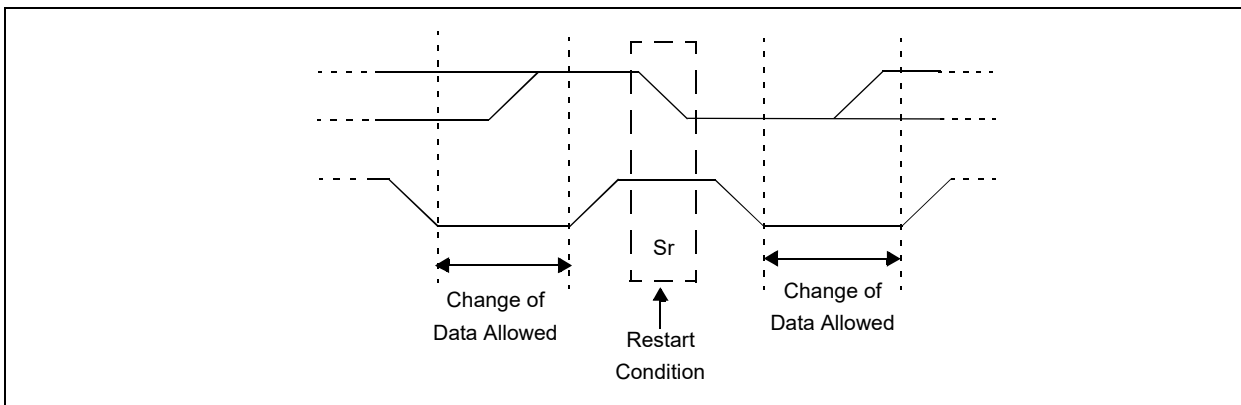 Sr
Change of
Data Allowed
Restart
Condition
Change of
Data Allowed